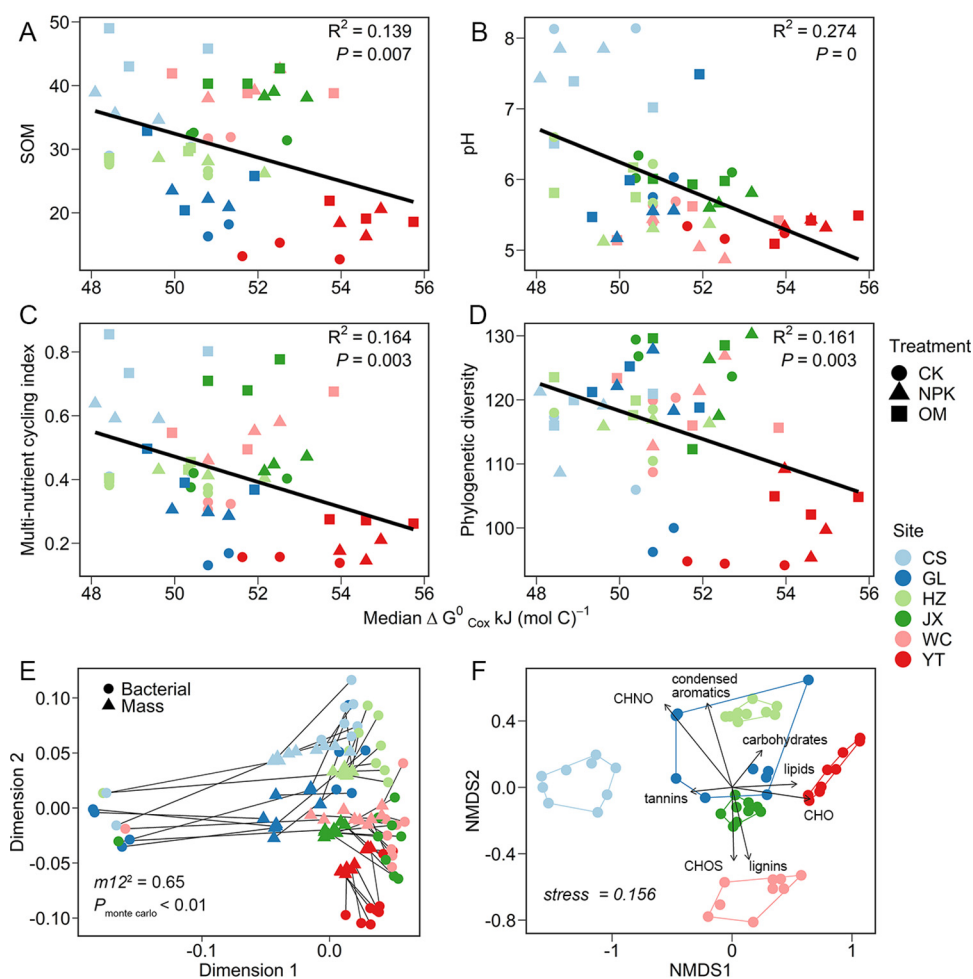 A
R² = 0.139
P = 0.007
SOM
50
40
30
20
48 50 52 54 56
B
R² = 0.274
P = 0
pH
8
7
6
5
48 50 52 54 56
C
R² = 0.164
P = 0.003
Multi-nutrient cycling index
0.8
0.6
0.4
0.2
48 50 52 54 56
D
R² = 0.161
P = 0.003
Phylogenetic diversity
130
120
110
100
48 50 52 54 56
Median Δ G⁰ Cox kJ (mol C)⁻¹
Treatment
CK
NPK
OM
Site
CS
GL
HZ
JX
WC
YT
E
Bacterial
Mass
Dimension 2
0.10
0.05
0.00
-0.05
-0.10
m12² = 0.65
P monte carlo < 0.01
-0.1 0.0
Dimension 1
F
NMDS2
0.4
0.0
-0.4
-0.8
CHNO
condensed
aromatics
carbohydrates
lipids
tannins
CHO
CHOS
lignins
stress = 0.156
-1 0 1
NMDS1